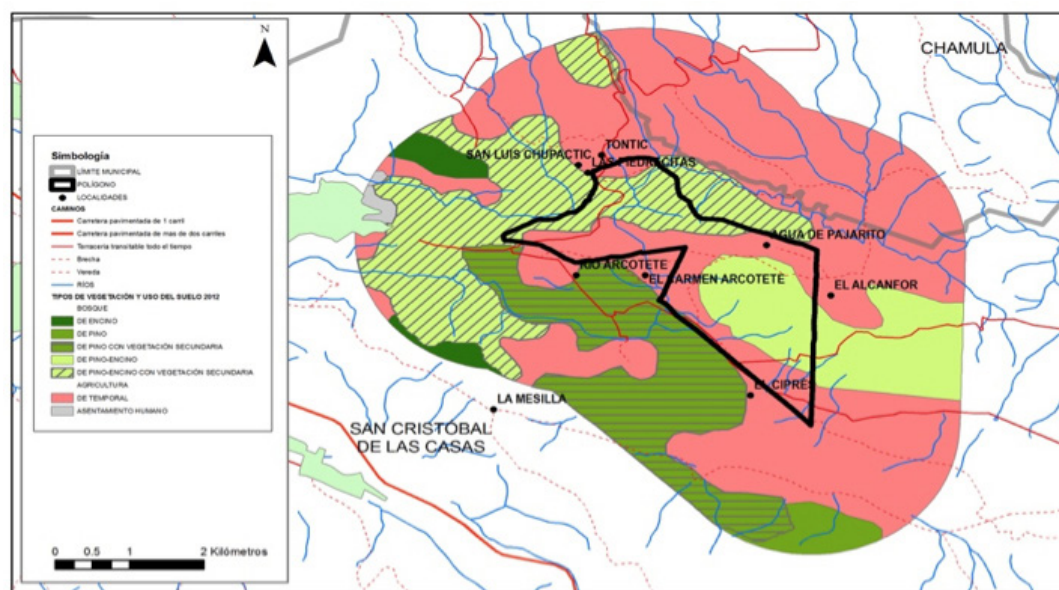 N
CHAMULA
Simbología
LÍMITE MUNICIPAL
POLÍGONO
LOCALIDADES
CAMINOS
Carretera pavimentada de 1 carril
Carretera pavimentada de mas de dos carriles
Terracería transitable todo el tiempo
Brecha
Vereda
RÍOS
TIPOS DE VEGETACIÓN Y USO DEL SUELO 2012
BOSQUE
DE ENCINO
DE PINO
DE PINO CON VEGETACIÓN SECUNDARIA
DE PINO-ENCINO
DE PINO-ENCINO CON VEGETACIÓN SECUNDARIA
AGRICULTURA
DE TEMPORAL
ASENTAMIENTO HUMANO
0 0.5 1 2 Kilómetros
TONTIC
SAN LUIS CHUPACTIC
LAS PIEDRECITAS
AGUA DE PAJARITO
RIO ARCOTETE
EL CARMEN ARCOTETE
EL ALCANFOR
EL CIPRÉS
LA MESILLA
SAN CRISTÓBAL
DE LAS CASAS